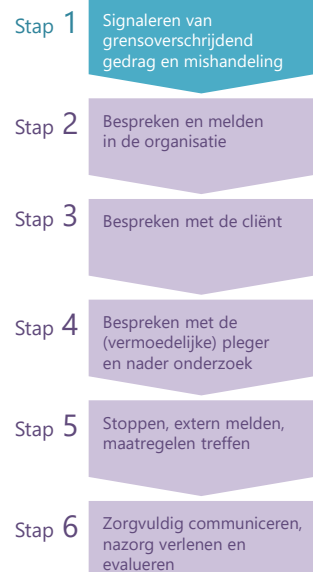 Stap 1
Signaleren van
grensoverschrijdend
gedrag en mishandeling
Stap 2
Bespreken en melden
in de organisatie
Stap 3
Bespreken met de cliënt
Stap 4
Bespreken met de
(vermoedelijke) pleger
en nader onderzoek
Stap 5
Stoppen, extern melden,
maatregelen treffen
Stap 6
Zorgvuldig communiceren,
nazorg verlenen en
evalueren